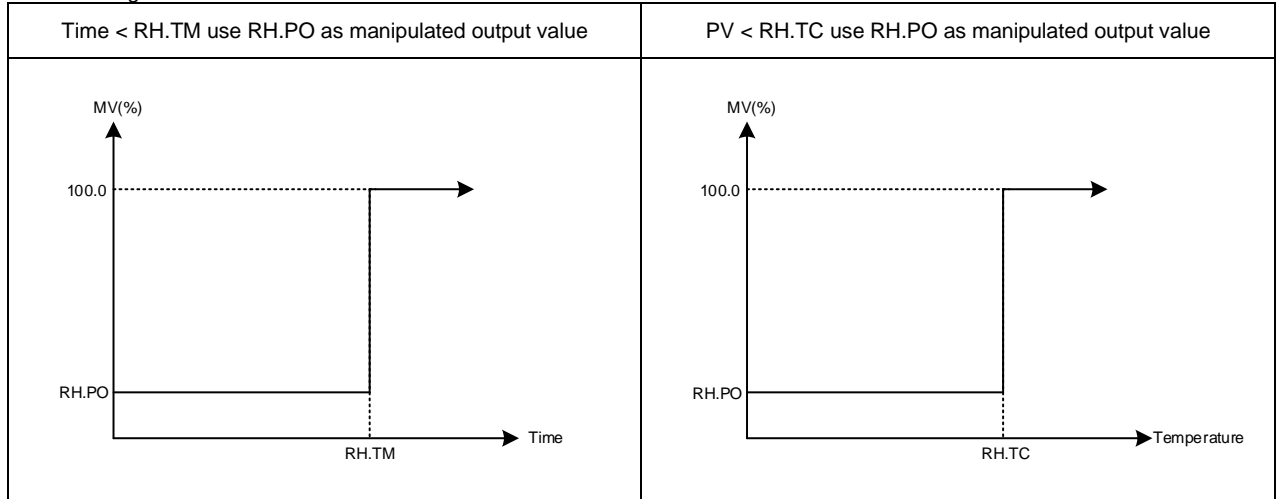 Time < RH.TM use RH.PO as manipulated output value
PV < RH.TC use RH.PO as manipulated output value
MV(%)
100.0
RH.PO
RH.TM
Time
MV(%)
100.0
RH.PO
RH.TC
Temperature